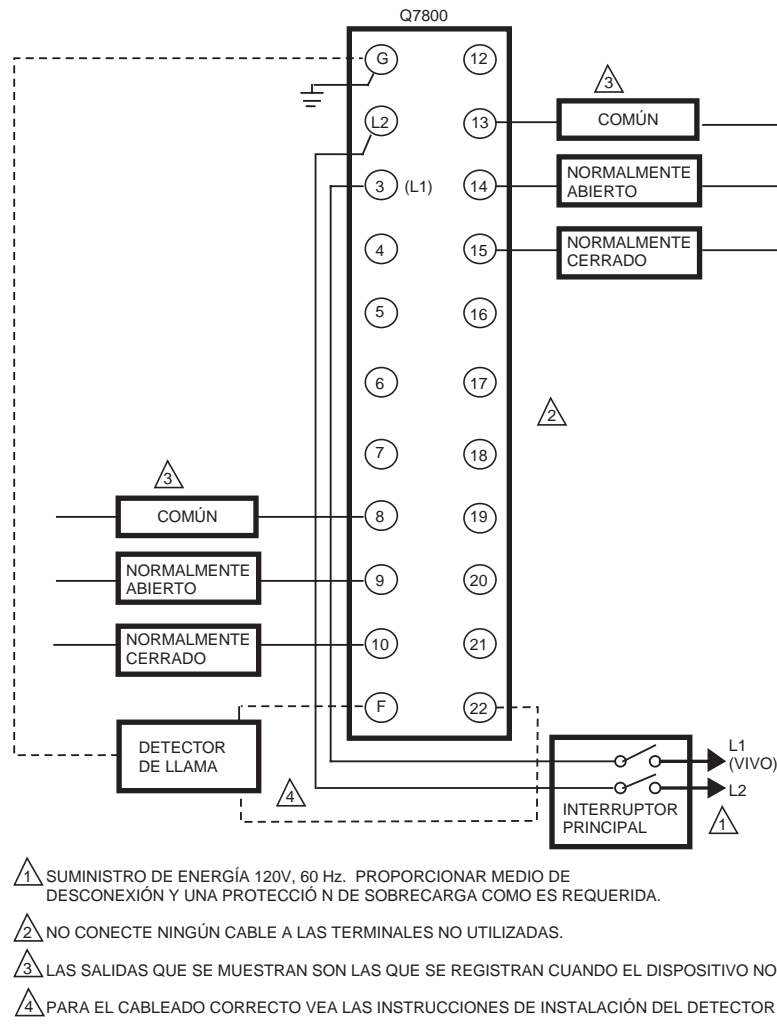 Q7800
G
12
L2
13
3 (L1)
14
4
15
5
16
6
17
7
18
8
19
9
20
10
21
F
22
3
COMÚN
NORMALMENTE
ABIERTO
NORMALMENTE
CERRADO
2
3
COMÚN
NORMALMENTE
ABIERTO
NORMALMENTE
CERRADO
DETECTOR
DE LLAMA
4
INTERRUPTOR
PRINCIPAL
L1
(VIVO)
L2
1
1 SUMINISTRO DE ENERGÍA 120V, 60 Hz. PROPORCIONAR MEDIO DE
DESCONEXIÓN Y UNA PROTECCIÓ N DE SOBRECARGA COMO ES REQUERIDA.
2 NO CONECTE NINGÚN CABLE A LAS TERMINALES NO UTILIZADAS.
3 LAS SALIDAS QUE SE MUESTRAN SON LAS QUE SE REGISTRAN CUANDO EL DISPOSITIVO NO
4 PARA EL CABLEADO CORRECTO VEA LAS INSTRUCCIONES DE INSTALACIÓN DEL DETECTOR